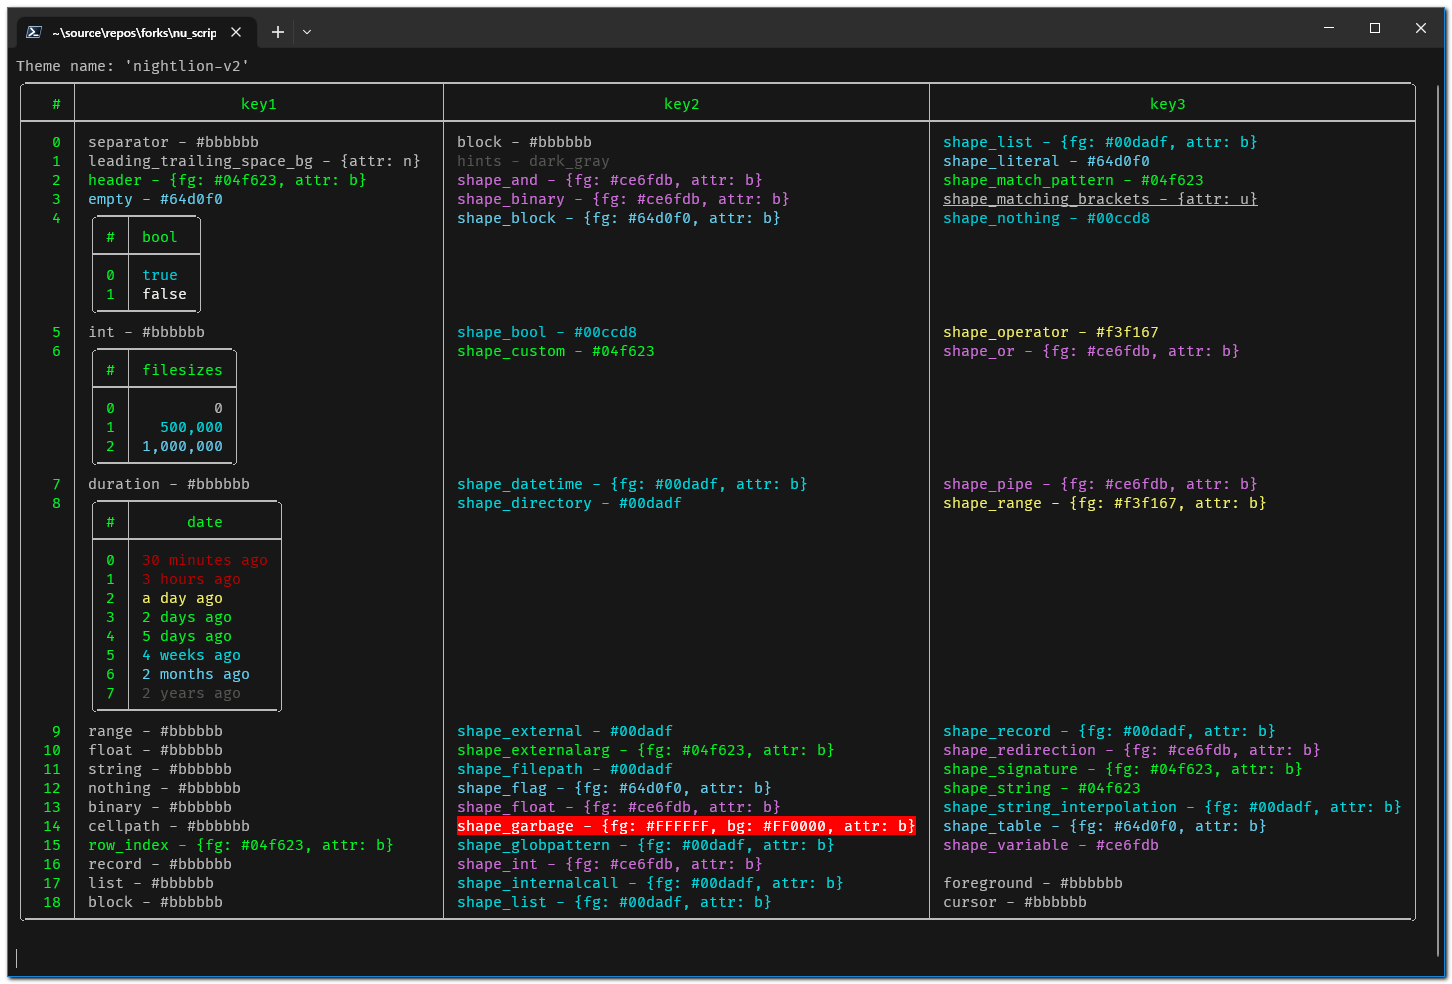 ~\source\repos\forks\nu_scrip
Theme name: 'nightlion-v2'
# key1 key2 key3
0 separator - #bbbbbb block - #bbbbbb shape_list - {fg: #00dadf, attr: b}
1 leading_trailing_space_bg - {attr: n} hints - dark_gray shape_literal - #64d0f0
2 header - {fg: #04f623, attr: b} shape_and - {fg: #ce6fdb, attr: b} shape_match_pattern - #04f623
3 empty - #64d0f0 shape_binary - {fg: #ce6fdb, attr: b} shape_matching_brackets - {attr: u}
4 shape_block - {fg: #64d0f0, attr: b} shape_nothing - #00ccd8
# bool
0 true
1 false
5 int - #bbbbbb shape_bool - #00ccd8 shape_operator - #f3f167
6 shape_custom - #04f623 shape_or - {fg: #ce6fdb, attr: b}
# filesizes
0 0
1 500,000
2 1,000,000
7 duration - #bbbbbb shape_datetime - {fg: #00dadf, attr: b} shape_pipe - {fg: #ce6fdb, attr: b}
8 shape_directory - #00dadf shape_range - {fg: #f3f167, attr: b}
# date
0 30 minutes ago
1 3 hours ago
2 a day ago
3 2 days ago
4 5 days ago
5 4 weeks ago
6 2 months ago
7 2 years ago
9 range - #bbbbbb shape_external - #00dadf shape_record - {fg: #00dadf, attr: b}
10 float - #bbbbbb shape_externalarg - {fg: #04f623, attr: b} shape_redirection - {fg: #ce6fdb, attr: b}
11 string - #bbbbbb shape_filepath - #00dadf shape_signature - {fg: #04f623, attr: b}
12 nothing - #bbbbbb shape_flag - {fg: #64d0f0, attr: b} shape_string - #04f623
13 binary - #bbbbbb shape_float - {fg: #ce6fdb, attr: b} shape_string_interpolation - {fg: #00dadf, attr: b}
14 cellpath - #bbbbbb shape_garbage - {fg: #FFFFFF, bg: #FF0000, attr: b} shape_table - {fg: #64d0f0, attr: b}
15 row_index - {fg: #04f623, attr: b} shape_globpattern - {fg: #00dadf, attr: b} shape_variable - #ce6fdb
16 record - #bbbbbb shape_int - {fg: #ce6fdb, attr: b}
17 list - #bbbbbb shape_internalcall - {fg: #00dadf, attr: b} foreground - #bbbbbb
18 block - #bbbbbb shape_list - {fg: #00dadf, attr: b} cursor - #bbbbbb